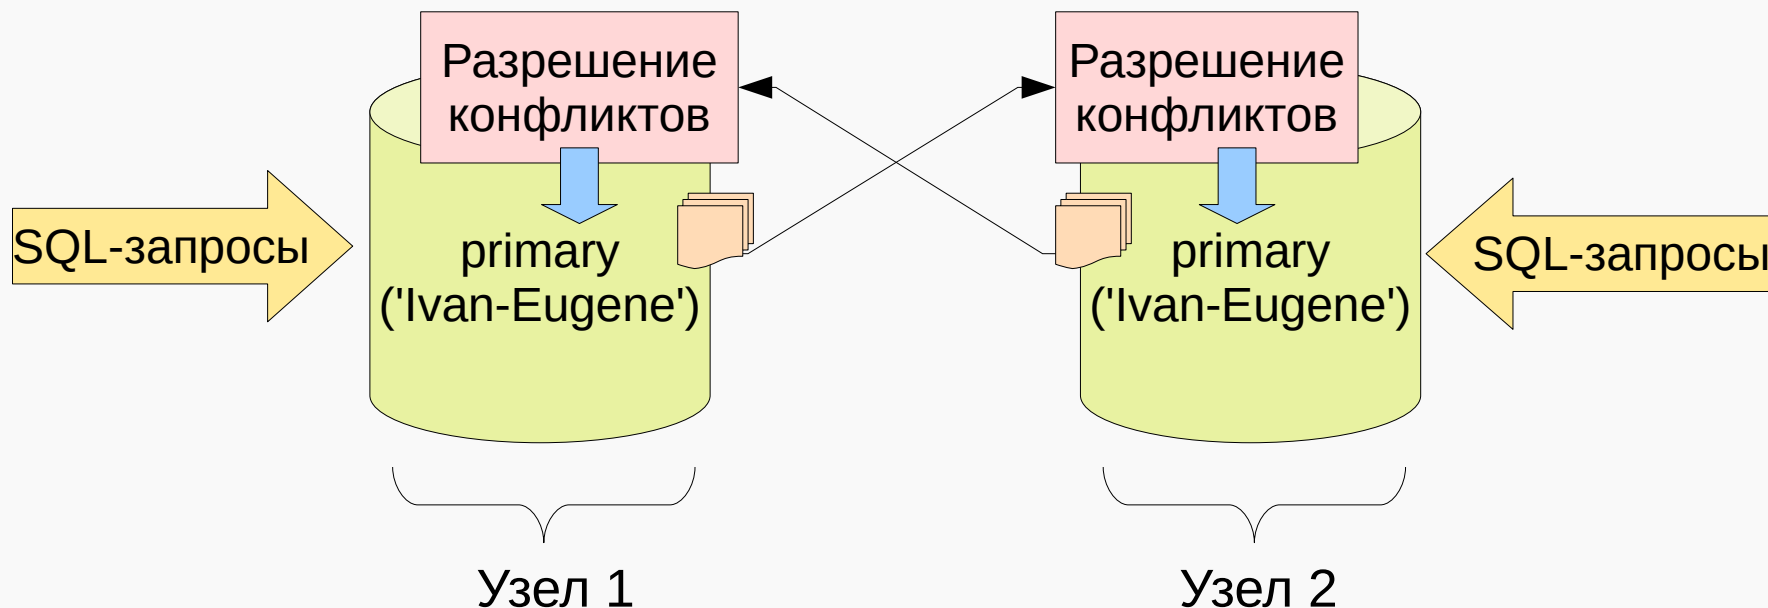 Разрешение
конфликтов
Разрешение
конфликтов
SQL-запросы
primary
('Ivan-Eugene')
primary
('Ivan-Eugene')
SQL-запросы
Узел 1
Узел 2